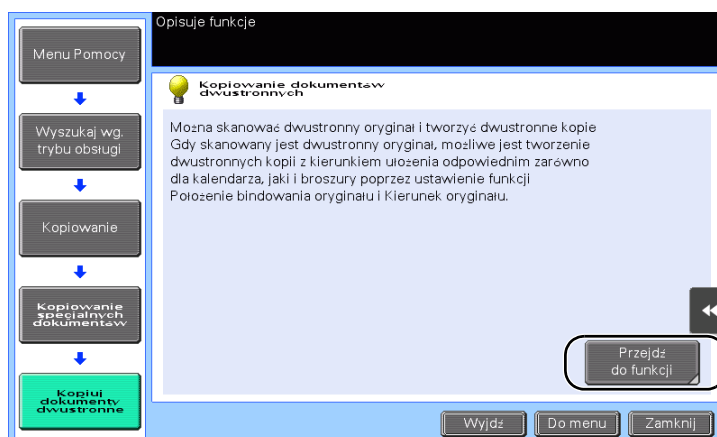 Opisuje funkcje
Menu Pomocy
Wyszukaj wg.
trybu obsługi
Kopiowanie
Kopiowanie
specjalnych
dokumentów
Kopiuj
dokumenty
dwustronne
Kopiowanie dokumentów
dwustronnych
Można skanować dwustronny oryginał i tworzyć dwustronne kopie
Gdy skanowany jest dwustronny oryginał, możliwe jest tworzenie
dwustronnych kopii z kierunkiem ułożenia odpowiednim zarówno
dla kalendarza, jaki i broszury poprzez ustawienie funkcji
Położenie bindowania oryginału i Kierunek oryginału.
Przejdź
do funkcji
Wyjdź
Do menu
Zamknij